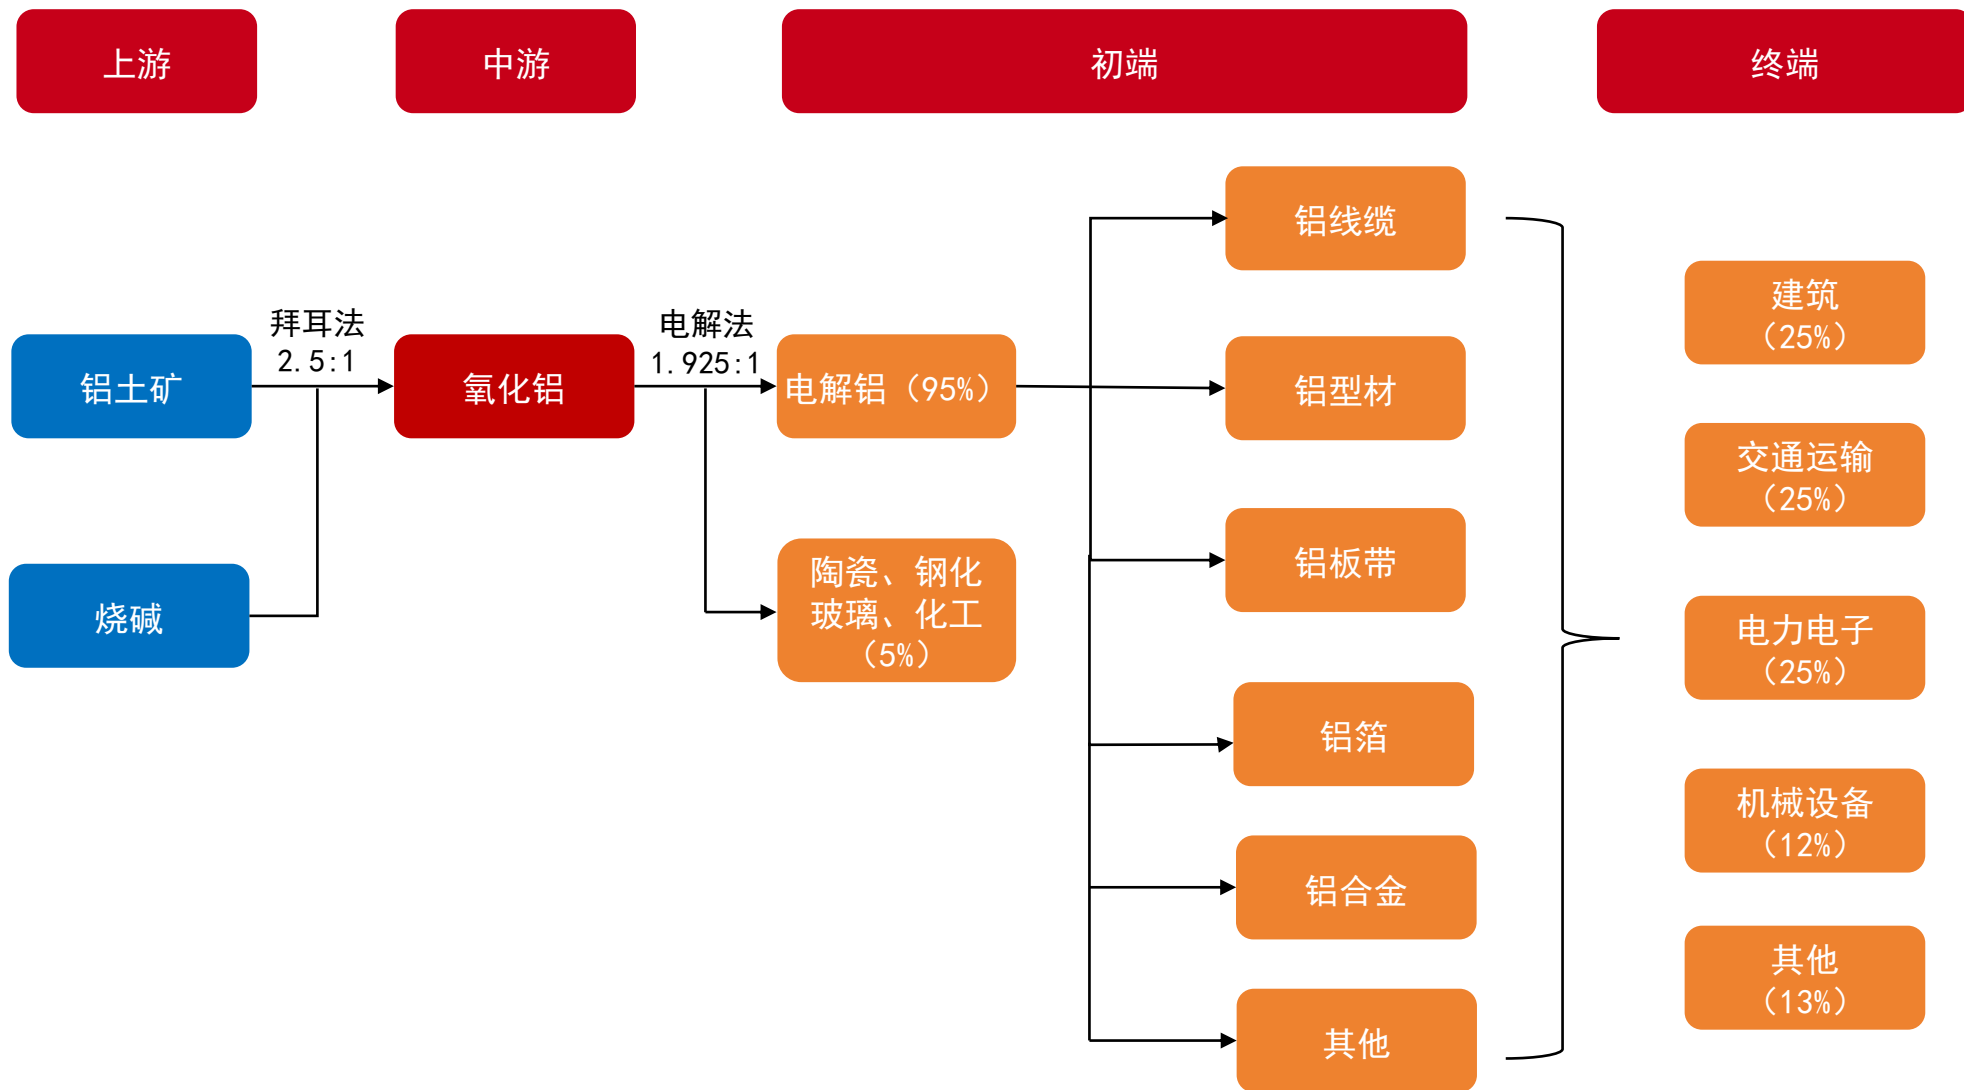 上游
中游
初端
终端
铝土矿
烧碱
拜耳法
2.5:1
氧化铝
电解法
1.925:1
电解铝（95%）
陶瓷、钢化
玻璃、化工
（5%）
铝线缆
铝型材
铝板带
铝箔
铝合金
其他
建筑
（25%）
交通运输
（25%）
电力电子
（25%）
机械设备
（12%）
其他
（13%）